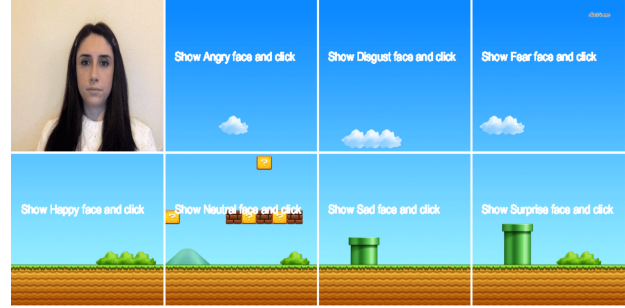 Show Angry face and click
Show Disgust face and click
Show Fear face and click
Show Happy face and click
Show Neutral face and click
Show Sad face and click
Show Surprise face and click